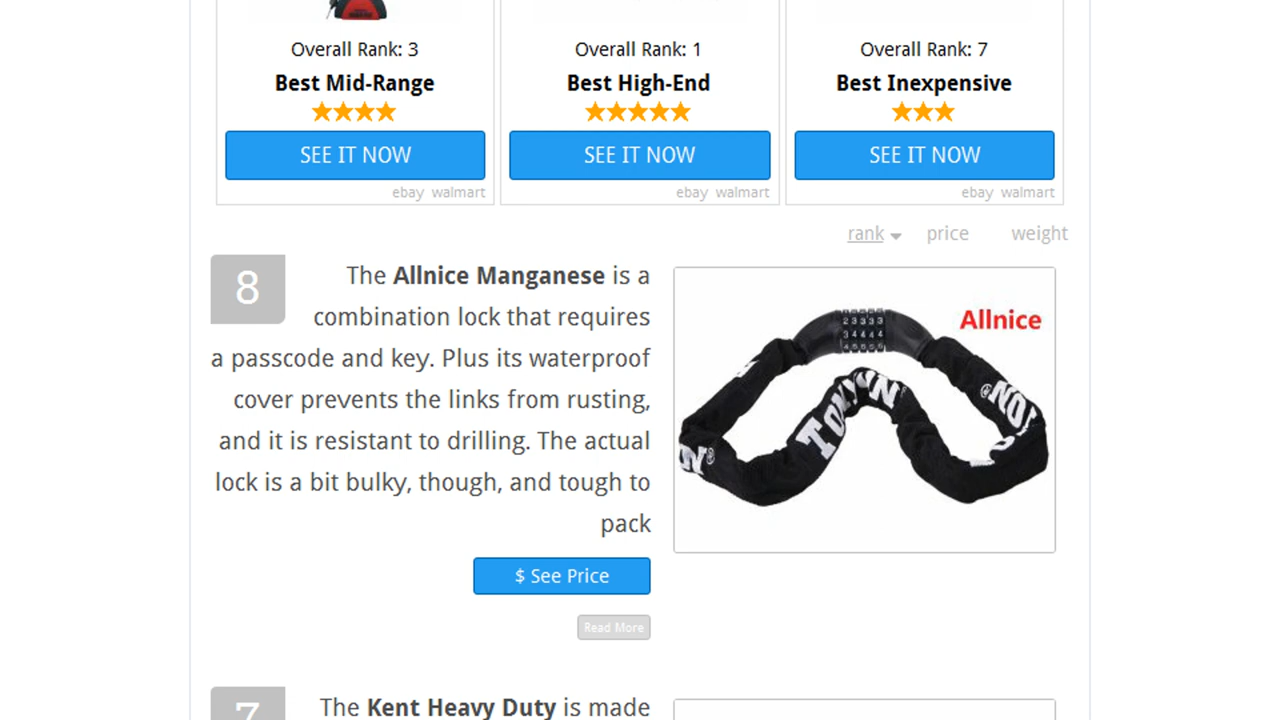 Overall Rank: 3
Best Mid-Range
SEE IT NOW
ebay walmart
Overall Rank: 1
Best High-End
SEE IT NOW
ebay walmart
Overall Rank: 7
Best Inexpensive
SEE IT NOW
ebay walmart
rank price weight
8
The Allnice Manganese is a
combination lock that requires
a passcode and key. Plus its waterproof
cover prevents the links from rusting,
and it is resistant to drilling. The actual
lock is a bit bulky, though, and tough to
pack
$ See Price
Read More
Allnice
7
The Kent Heavy Duty is made